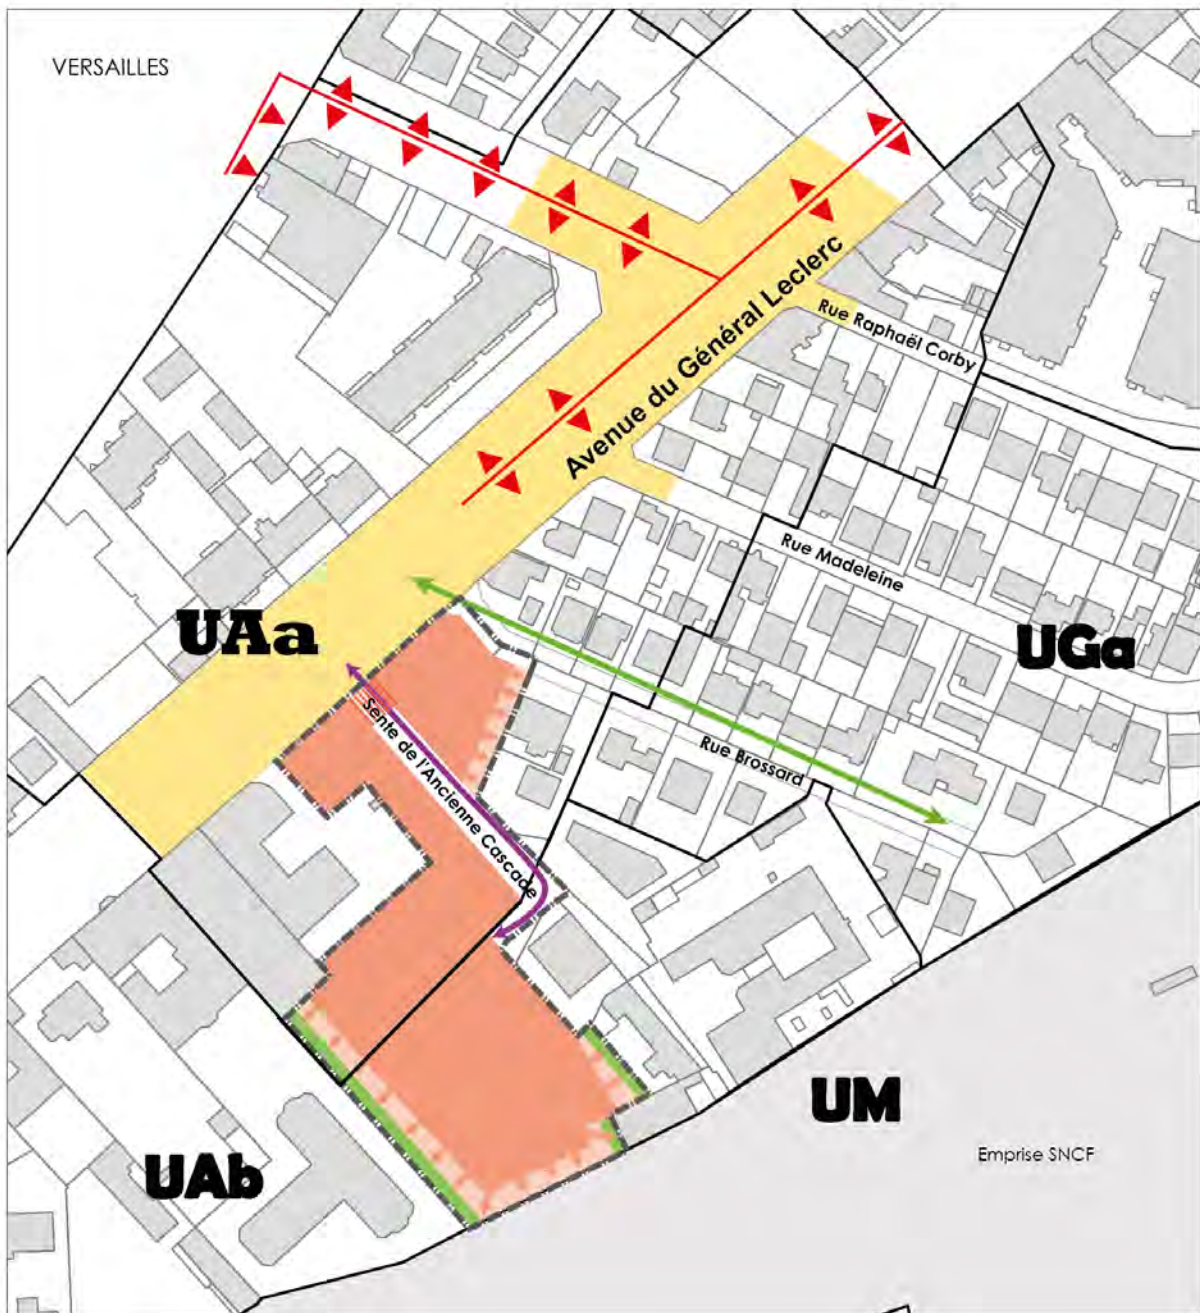 VERSAILLES
Avenue du Général Leclerc
Rue Raphaël Corby
Rue Madeleine
UAa
UGa
Sente de l'Ancienne Cascade
Rue Brossard
UM
Emprise SNCF
UAb